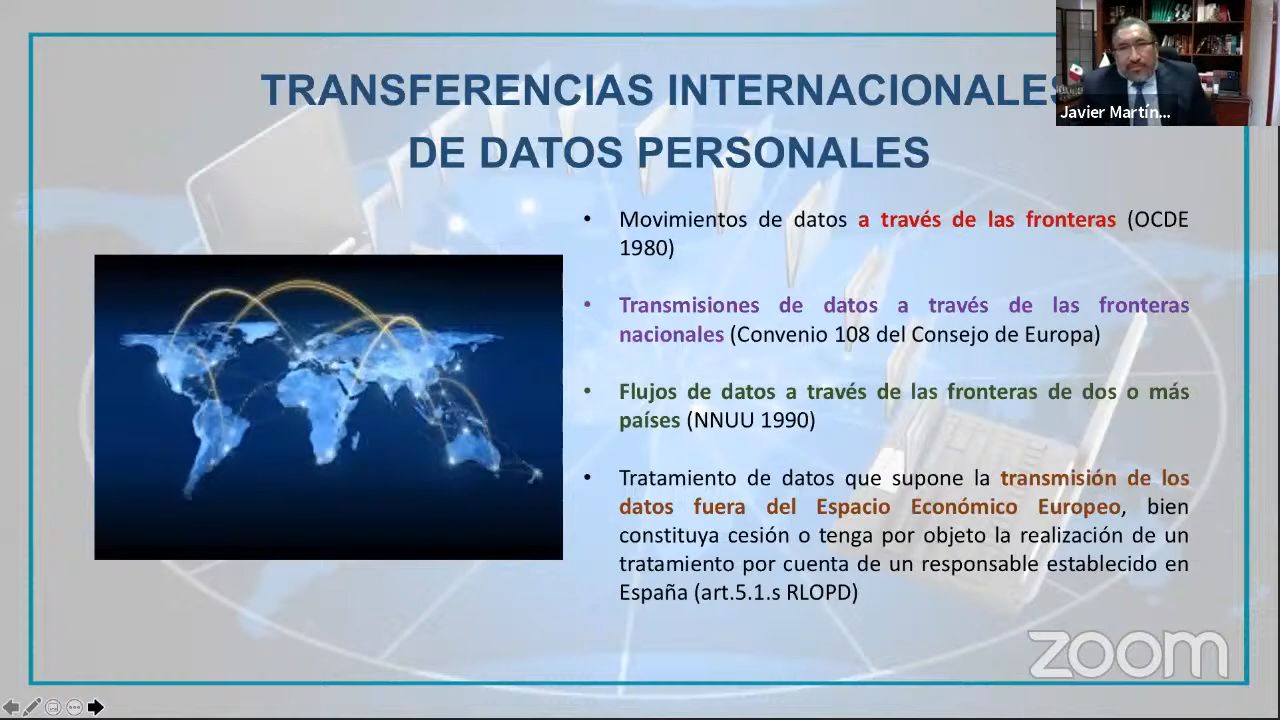 TRANSFERENCIAS INTERNACIONALES
DE DATOS PERSONALES
Javier Martín...
• Movimientos de datos a través de las fronteras (OCDE
1980)
• Transmisiones de datos a través de las fronteras
nacionales (Convenio 108 del Consejo de Europa)
• Flujos de datos a través de las fronteras de dos o más
países (NNUU 1990)
• Tratamiento de datos que supone la transmisión de los
datos fuera del Espacio Económico Europeo, bien
constituya cesión o tenga por objeto la realización de un
tratamiento por cuenta de un responsable establecido en
España (art.5.1.s RLOPD)
zoom